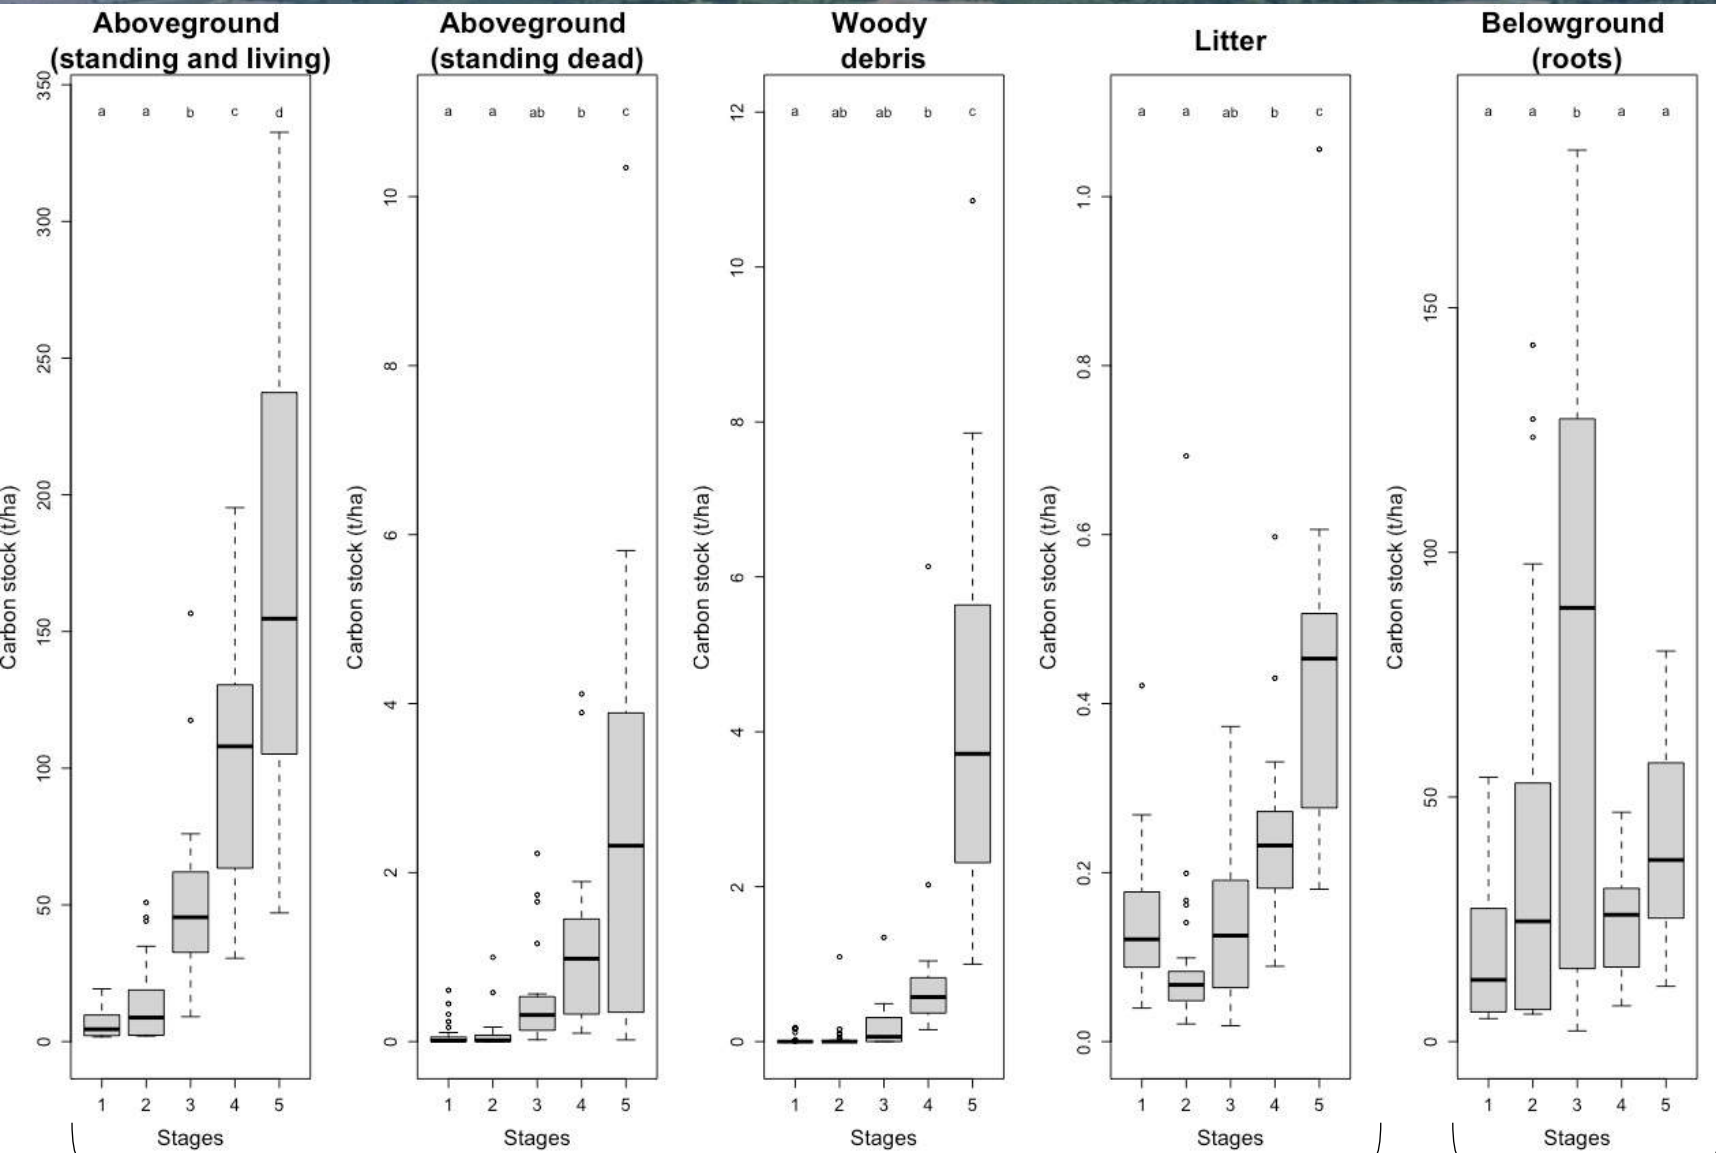 Aboveground
(standing and living)
Carbon stock (t/ha)
350
300
250
200
150
100
50
0
a a b c d
1 2 3 4 5
Stages
Aboveground
(standing dead)
Carbon stock (t/ha)
10
8
6
4
2
0
a a ab b c
1 2 3 4 5
Stages
Woody
debris
Carbon stock (t/ha)
12
10
8
6
4
2
0
a ab ab b c
1 2 3 4 5
Stages
Litter
Carbon stock (t/ha)
1.0
0.8
0.6
0.4
0.2
0.0
a a ab b c
1 2 3 4 5
Stages
Belowground
(roots)
Carbon stock (t/ha)
150
100
50
0
a a b a a
1 2 3 4 5
Stages